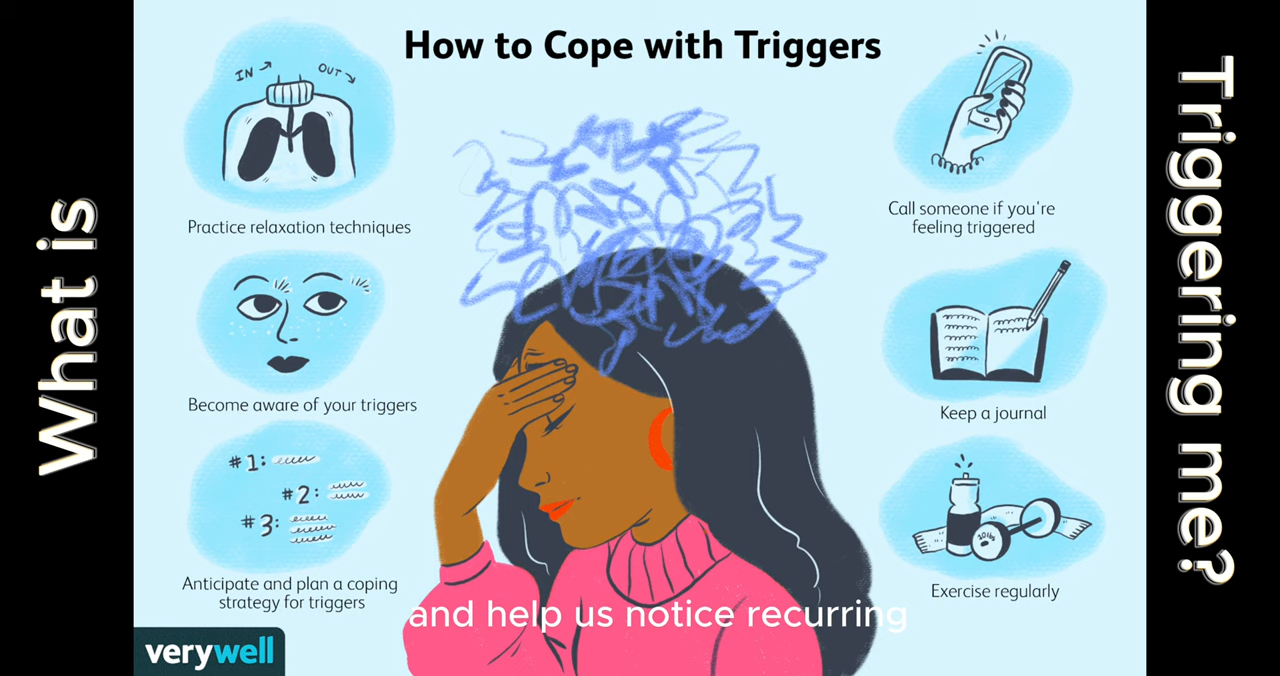 How to Cope with Triggers
What is
IN
OUT
Practice relaxation techniques
Become aware of your triggers
#1:
#2:
#3:
Anticipate and plan a coping
strategy for triggers
Call someone if you're
feeling triggered
Keep a journal
10 lbs
Exercise regularly
Triggering me?
and help us notice recurring
verywell